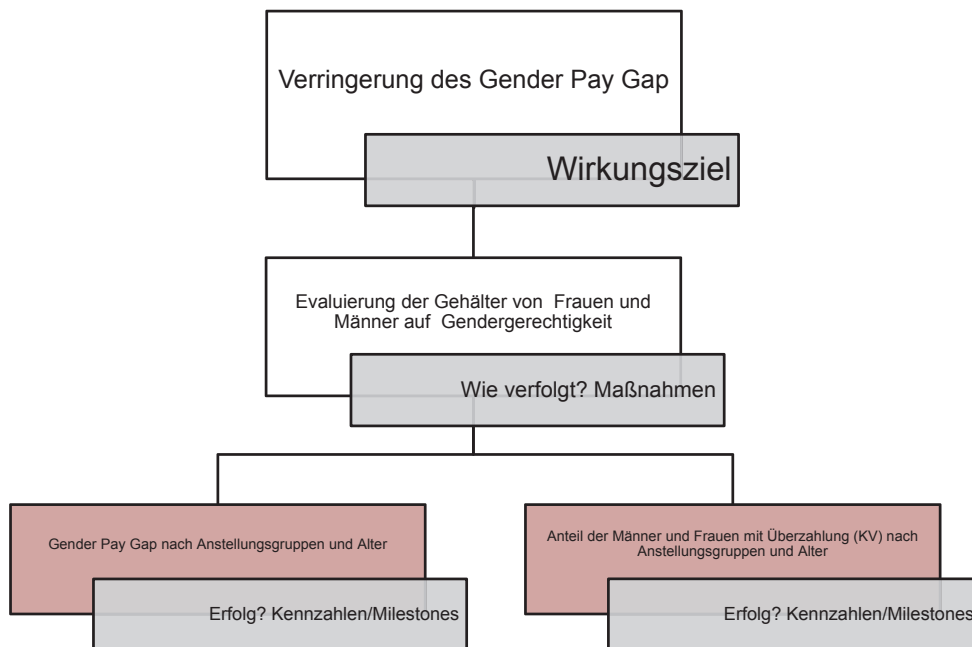 Verringerung des Gender Pay Gap
Wirkungsziel
Evaluierung der Gehälter von Frauen und
Männer auf Gendergerechtigkeit
Wie verfolgt? Maßnahmen
Gender Pay Gap nach Anstellungsgruppen und Alter
Erfolg? Kennzahlen/Milestones
Anteil der Männer und Frauen mit Überzahlung (KV) nach
Anstellungsgruppen und Alter
Erfolg? Kennzahlen/Milestones